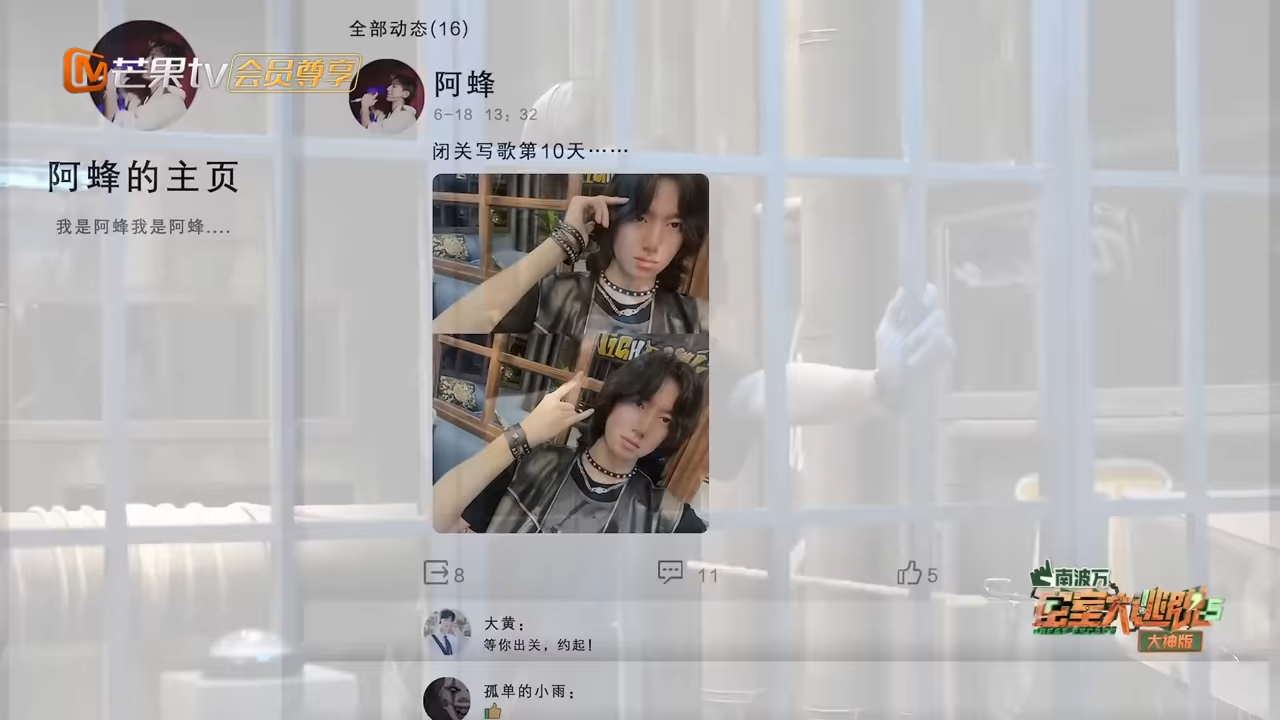 全部动态(16)
芒果tv会员尊享
阿蜂
6-18 13：32
闭关写歌第10天……
阿蜂的主页
我是阿蜂我是阿蜂....
8
11
5
南波万
密室大逃脱5
GREAT ESCAPE
大神版
大黄：
等你出关，约起！
孤单的小雨：